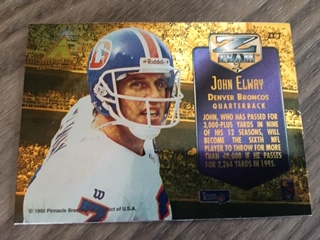 Riddell
Z
TEAM
John Elway
Denver Broncos
Quarterback
John, who has passed for
3,000-plus yards in nine
of his 12 seasons, will
become the sixth NFL
player to throw for more
than 40,000 if he passes
for 2,264 yards in 1995.
W
7
© 1995 Pinnacle Brands
of U.S.A.